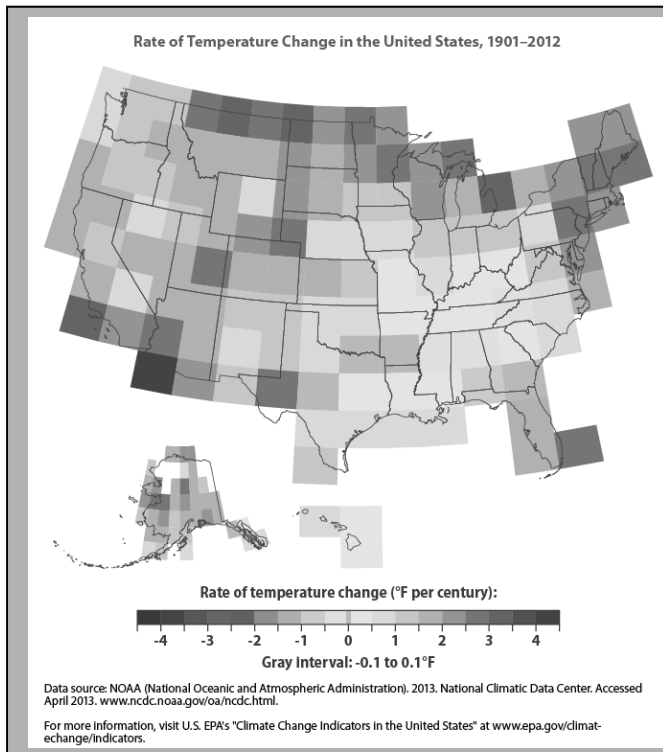 Rate of Temperature Change in the United States, 1901–2012
Rate of temperature change (°F per century):
-4 -3 -2 -1 0 1 2 3 4
Gray interval: -0.1 to 0.1°F
Data source: NOAA (National Oceanic and Atmospheric Administration). 2013. National Climatic Data Center. Accessed
April 2013. www.ncdc.noaa.gov/oa/ncdc.html.
For more information, visit U.S. EPA's "Climate Change Indicators in the United States" at www.epa.gov/climat-
echange/indicators.